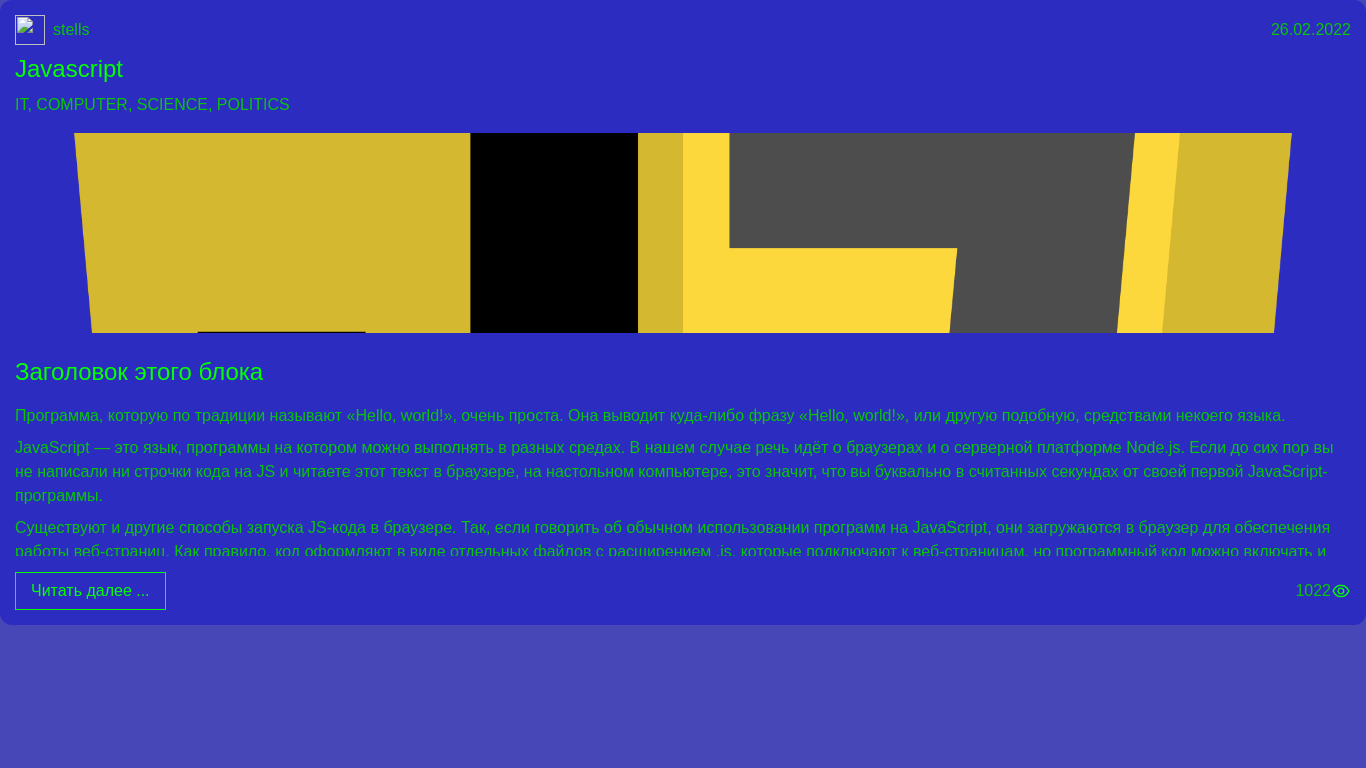 stells
26.02.2022
Javascript
IT, COMPUTER, SCIENCE, POLITICS
Заголовок этого блока
Программа, которую по традиции называют «Hello, world!», очень проста. Она выводит куда-либо фразу «Hello, world!», или другую подобную, средствами некоего языка.
JavaScript — это язык, программы на котором можно выполнять в разных средах. В нашем случае речь идёт о браузерах и о серверной платформе Node.js. Если до сих пор вы
не написали ни строчки кода на JS и читаете этот текст в браузере, на настольном компьютере, это значит, что вы буквально в считанных секундах от своей первой JavaScript-
программы.
Существуют и другие способы запуска JS-кода в браузере. Так, если говорить об обычном использовании программ на JavaScript, они загружаются в браузер для обеспечения
работы веб-страниц. Как правило, код оформляют в виде отдельных файлов с расширением .js, которые подключают к веб-страницам, но программный код можно включать и
Читать далее ...
1022